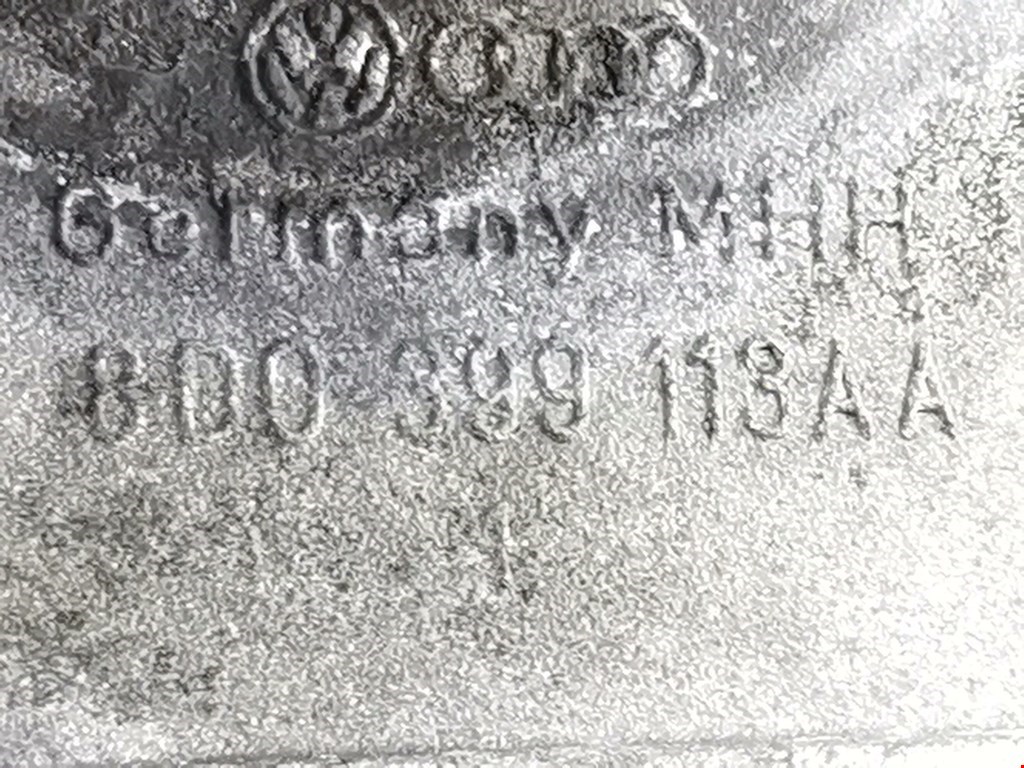 Germany MHH
8D0 399 113AA